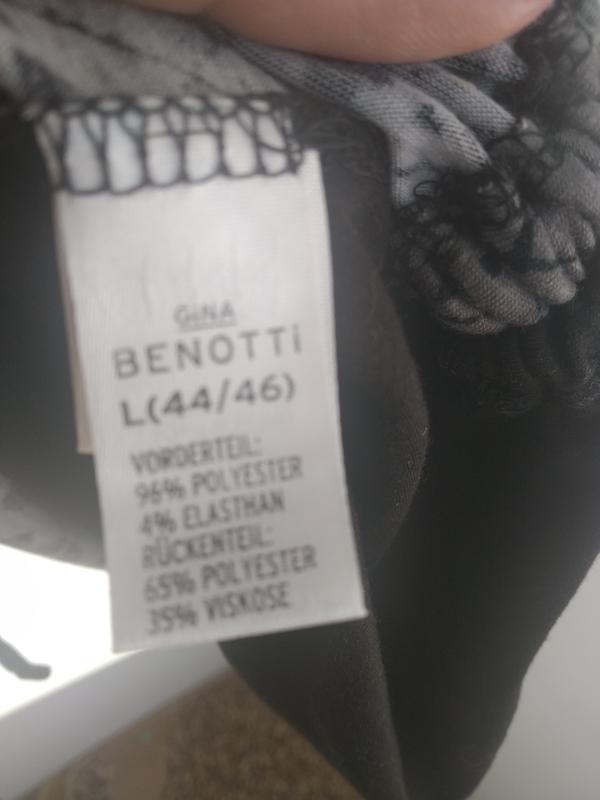 GiNA
BENOTTi
L(44/46)
VORDERTEIL:
96% POLYESTER
4% ELASTHAN
RÜCKENTEIL:
65% POLYESTER
35% VISKOSE